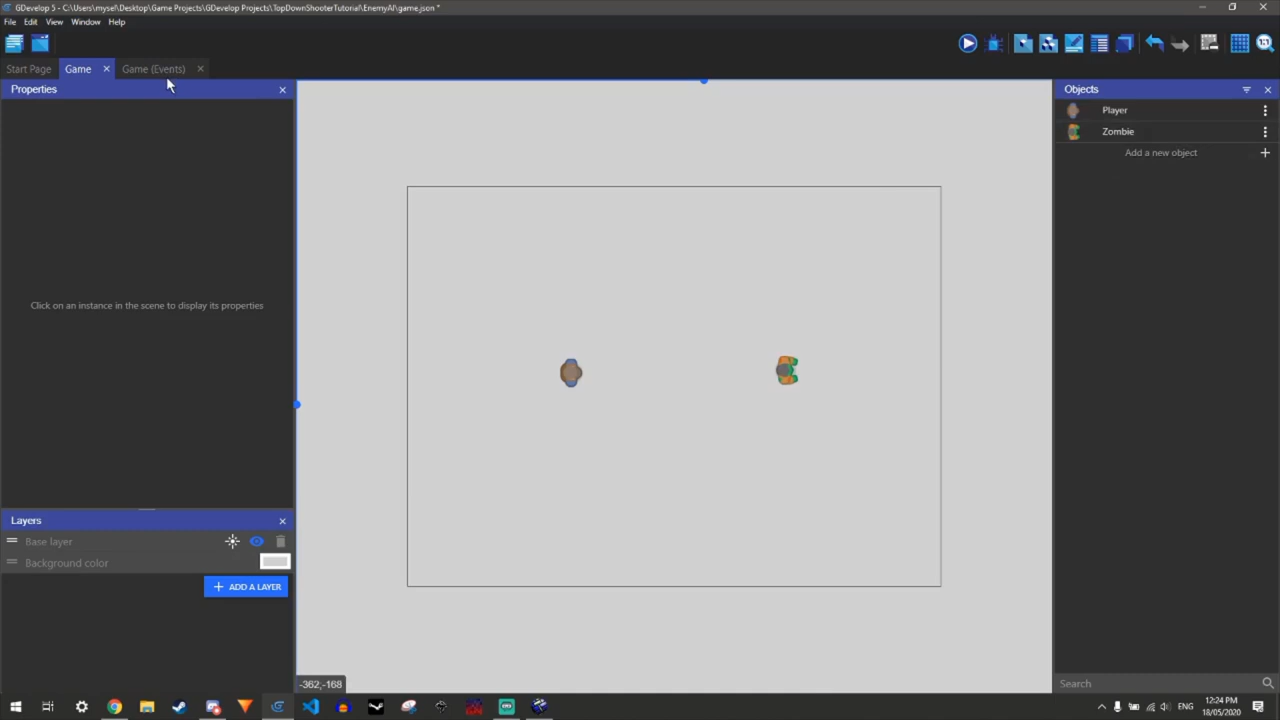 GDevelop 5 - C:\Users\mysel\Desktop\Game Projects\GDevelop Projects\TopDownShooterTutorial\EnemyAI\game.json *
File Edit View Window Help
Start Page Game Game (Events)
Properties
Objects
Player
Zombie
Add a new object
Click on an instance in the scene to display its properties
Layers
Base layer
Background color
ADD A LAYER
-362,-168
Search
12:24 PM
ENG
18/05/2020